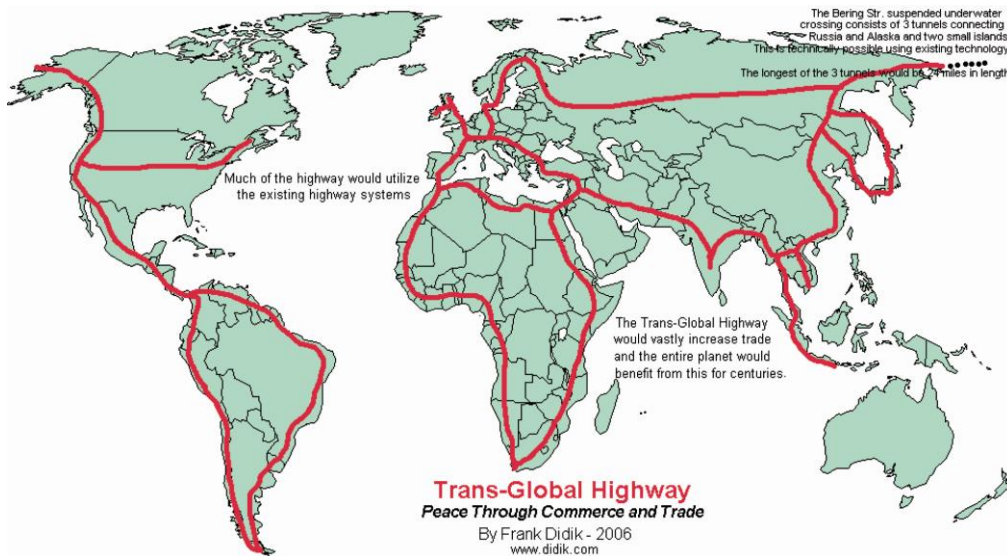 The Bering Str. suspended underwater
crossing consists of 3 tunnels connecting
Russia and Alaska and two small islands
This is technically possible using existing technology
The longest of the 3 tunnels would be 24 miles in length
Much of the highway would utilize
the existing highway systems
The Trans-Global Highway
would vastly increase trade
and the entire planet would
benefit from this for centuries.
Trans-Global Highway
Peace Through Commerce and Trade
By Frank Didik - 2006
www.didik.com